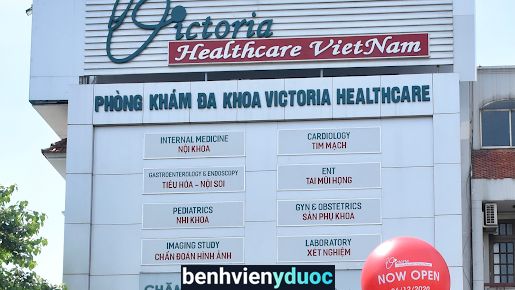 Victoria
Healthcare VietNam
PHÒNG KHÁM ĐA KHOA VICTORIA HEALTHCARE
INTERNAL MEDICINE
NỘI KHOA
CARDIOLOGY
TIM MẠCH
GASTROENTEROLOGY & ENDOSCOPY
TIÊU HÓA – NỘI SOI
ENT
TAI MŨI HỌNG
PEDIATRICS
NHI KHOA
GYN & OBSTETRICS
SẢN PHỤ KHOA
IMAGING STUDY
CHẨN ĐOÁN HÌNH ẢNH
LABORATORY
XÉT NGHIỆM
NOW OPEN
benhvienyduoc